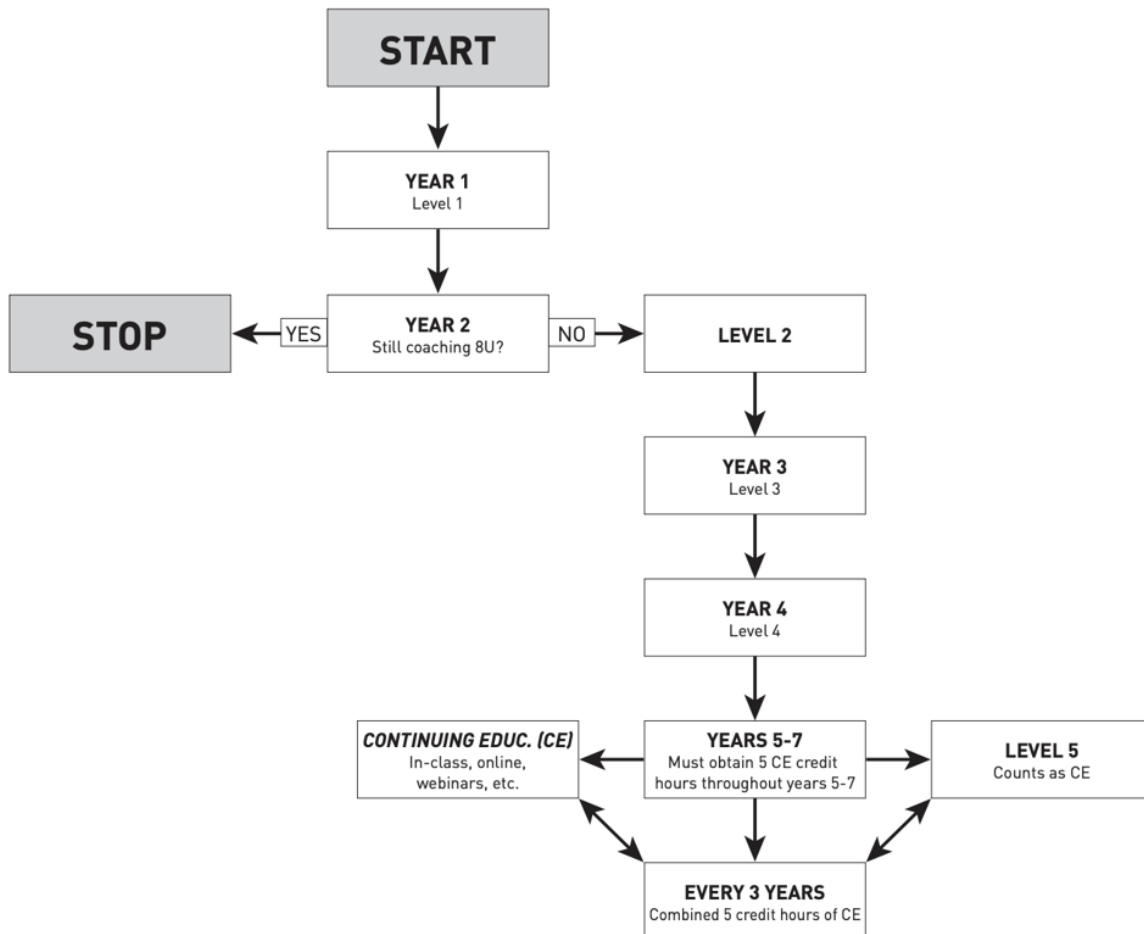 START
YEAR 1
Level 1
STOP
YES
YEAR 2
Still coaching 8U?
NO
LEVEL 2
YEAR 3
Level 3
YEAR 4
Level 4
CONTINUING EDUC. (CE)
In-class, online,
webinars, etc.
YEARS 5-7
Must obtain 5 CE credit
hours throughout years 5-7
LEVEL 5
Counts as CE
EVERY 3 YEARS
Combined 5 credit hours of CE